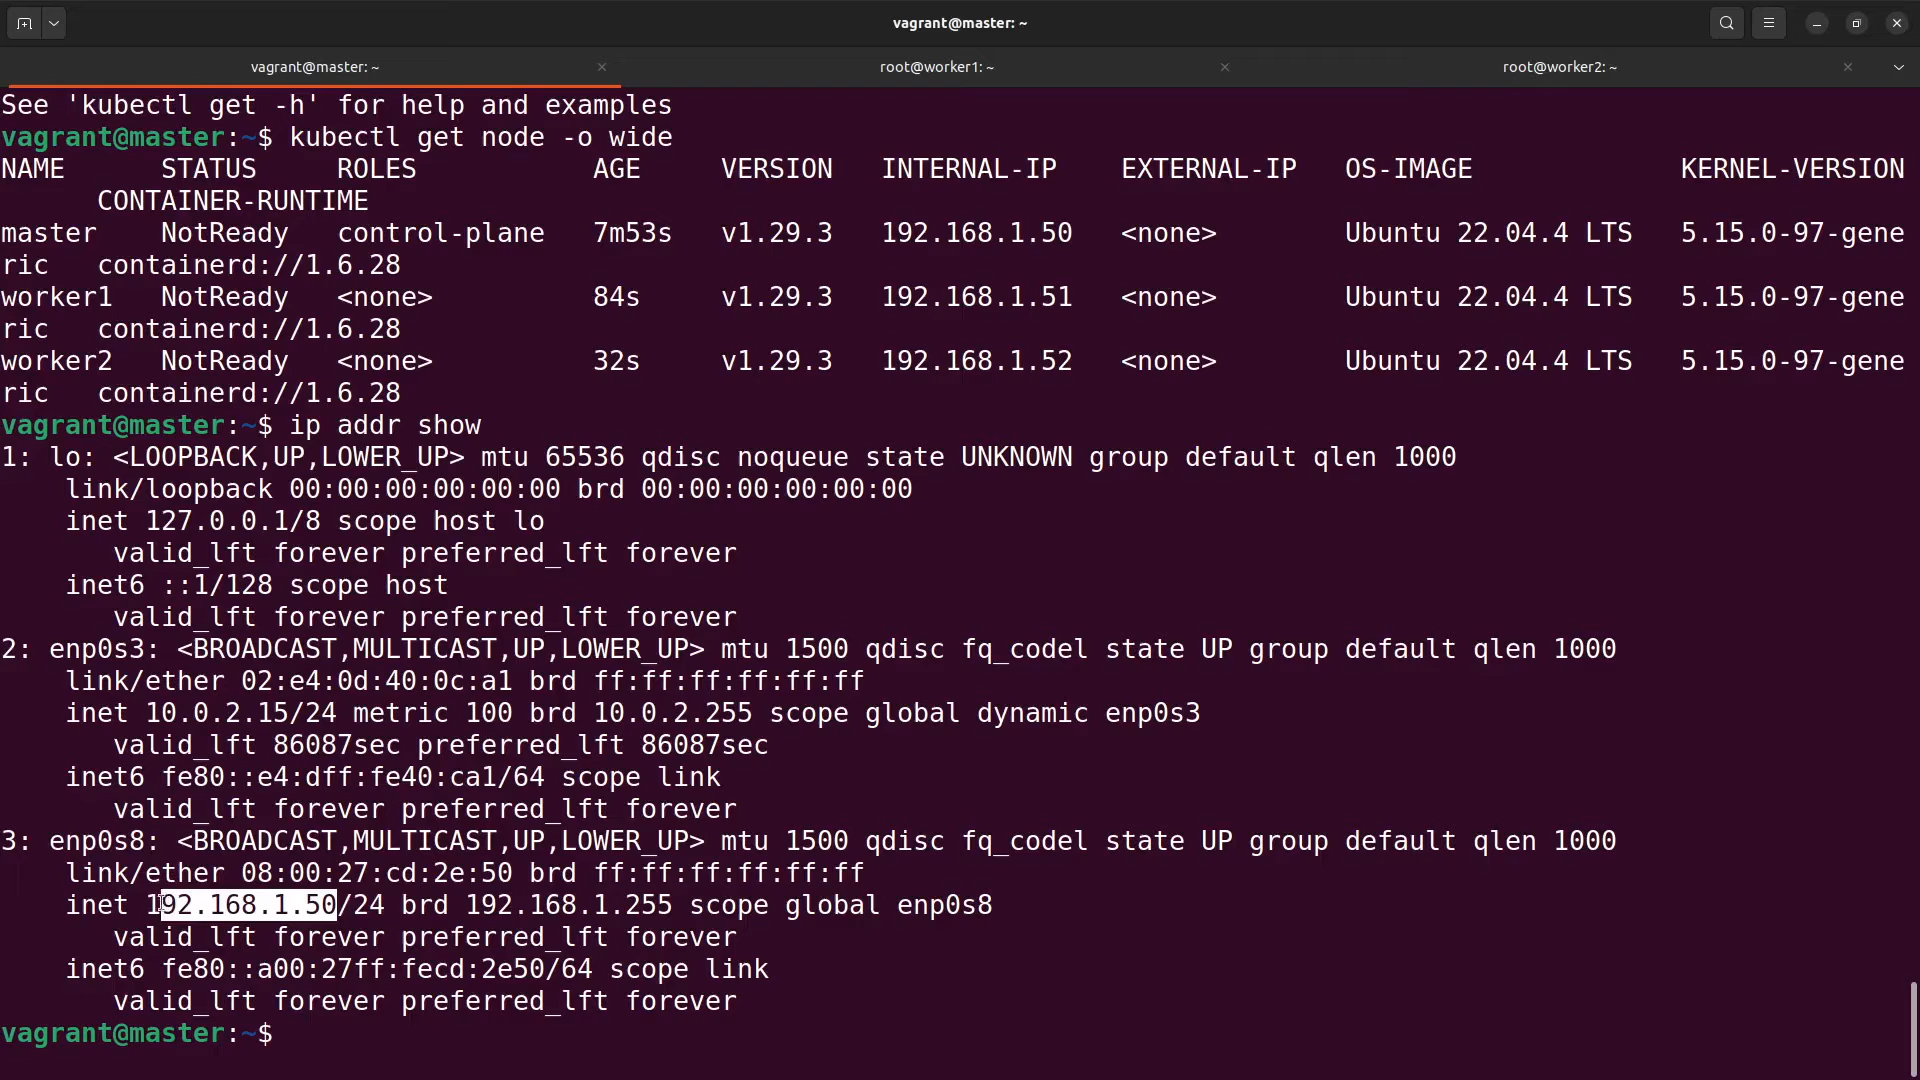 vagrant@master: ~
vagrant@master: ~
root@worker1: ~
root@worker2: ~
See 'kubectl get -h' for help and examples
vagrant@master:~$ kubectl get node -o wide
NAME STATUS ROLES AGE VERSION INTERNAL-IP EXTERNAL-IP OS-IMAGE KERNEL-VERSION
CONTAINER-RUNTIME
master NotReady control-plane 7m53s v1.29.3 192.168.1.50 <none> Ubuntu 22.04.4 LTS 5.15.0-97-gene
ric containerd://1.6.28
worker1 NotReady <none> 84s v1.29.3 192.168.1.51 <none> Ubuntu 22.04.4 LTS 5.15.0-97-gene
ric containerd://1.6.28
worker2 NotReady <none> 32s v1.29.3 192.168.1.52 <none> Ubuntu 22.04.4 LTS 5.15.0-97-gene
ric containerd://1.6.28
vagrant@master:~$ ip addr show
1: lo: <LOOPBACK,UP,LOWER_UP> mtu 65536 qdisc noqueue state UNKNOWN group default qlen 1000
link/loopback 00:00:00:00:00:00 brd 00:00:00:00:00:00
inet 127.0.0.1/8 scope host lo
valid_lft forever preferred_lft forever
inet6 ::1/128 scope host
valid_lft forever preferred_lft forever
2: enp0s3: <BROADCAST,MULTICAST,UP,LOWER_UP> mtu 1500 qdisc fq_codel state UP group default qlen 1000
link/ether 02:e4:0d:40:0c:a1 brd ff:ff:ff:ff:ff:ff
inet 10.0.2.15/24 metric 100 brd 10.0.2.255 scope global dynamic enp0s3
valid_lft 86087sec preferred_lft 86087sec
inet6 fe80::e4:dff:fe40:ca1/64 scope link
valid_lft forever preferred_lft forever
3: enp0s8: <BROADCAST,MULTICAST,UP,LOWER_UP> mtu 1500 qdisc fq_codel state UP group default qlen 1000
link/ether 08:00:27:cd:2e:50 brd ff:ff:ff:ff:ff:ff
inet 192.168.1.50/24 brd 192.168.1.255 scope global enp0s8
valid_lft forever preferred_lft forever
inet6 fe80::a00:27ff:fecd:2e50/64 scope link
valid_lft forever preferred_lft forever
vagrant@master:~$